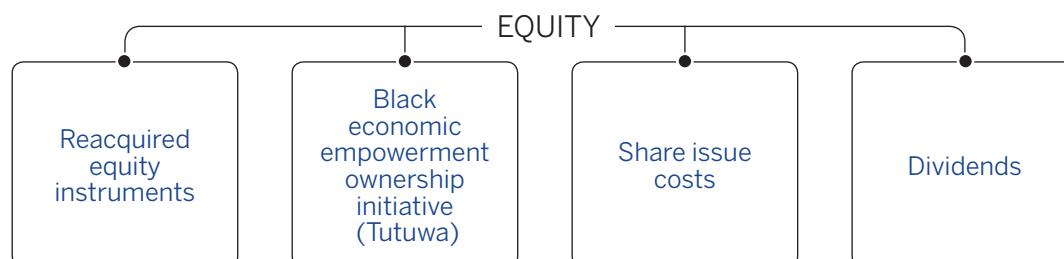 EQUITY
Reacquired
equity
instruments
Black
economic
empowerment
ownership
initiative
(Tutuwa)
Share issue
costs
Dividends